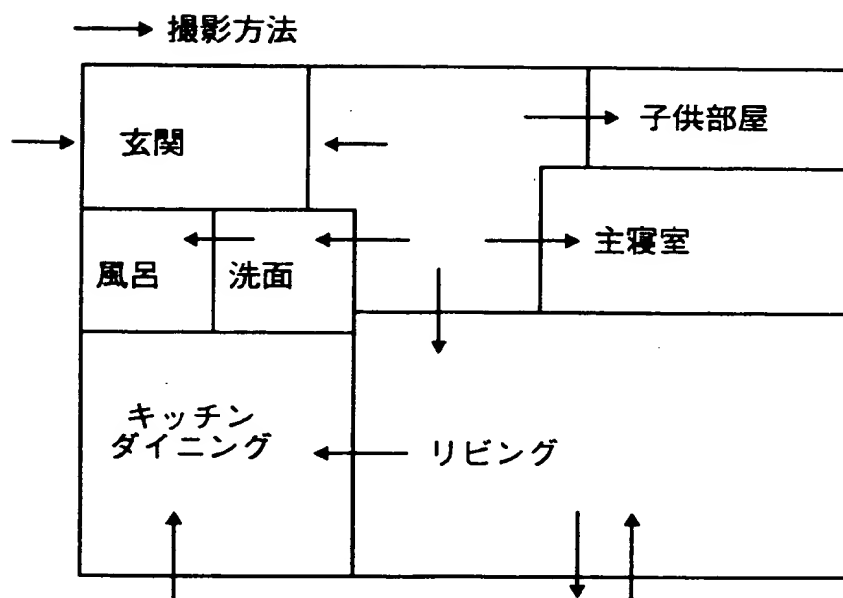 撮影方法
子供部屋
玄関
主寝室
風呂
洗面
キッチン
ダイニング
リビング